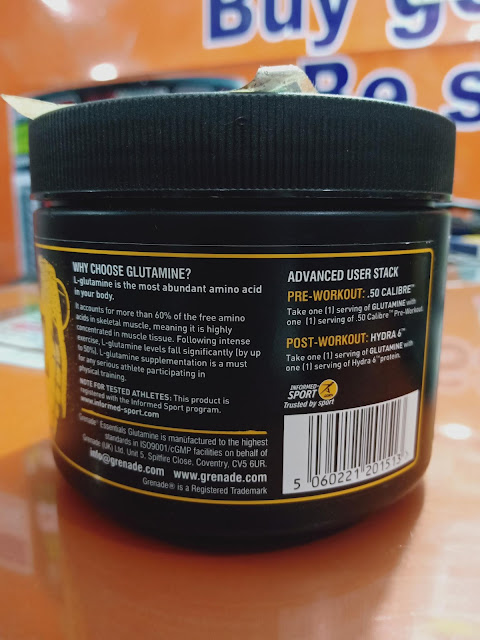 Buy
Be s
WHY CHOOSE GLUTAMINE?
L-glutamine is the most abundant amino acid
in your body.
It accounts for more than 60% of the free amino
acids in skeletal muscle, meaning it is highly
concentrated in muscle tissue. Following intense
exercise, L-glutamine levels fall significantly (by up
to 50%). L-glutamine supplementation is a must
for any serious athlete participating in
physical training.
NOTE FOR TESTED ATHLETES: This product is
registered with the Informed Sport program.
www.informed-sport.com
Grenade® Essentials Glutamine is manufactured to the highest
standards in ISO9001/cGMP facilities on behalf of
Grenade (UK) Ltd. Unit 5, Spitfire Close, Coventry, CV5 6UR.
info@grenade.com www.grenade.com
Grenade® is a Registered Trademark
ADVANCED USER STACK
PRE-WORKOUT: .50 CALIBRE™
Take one (1) serving of GLUTAMINE with
one (1) serving of .50 Calibre™ Pre-Workout.
POST-WORKOUT: HYDRA 6™
Take one (1) serving of GLUTAMINE with
one (1) serving of Hydra 6™ protein.
INFORMED-
SPORT
Trusted by sport
5 060221 201513